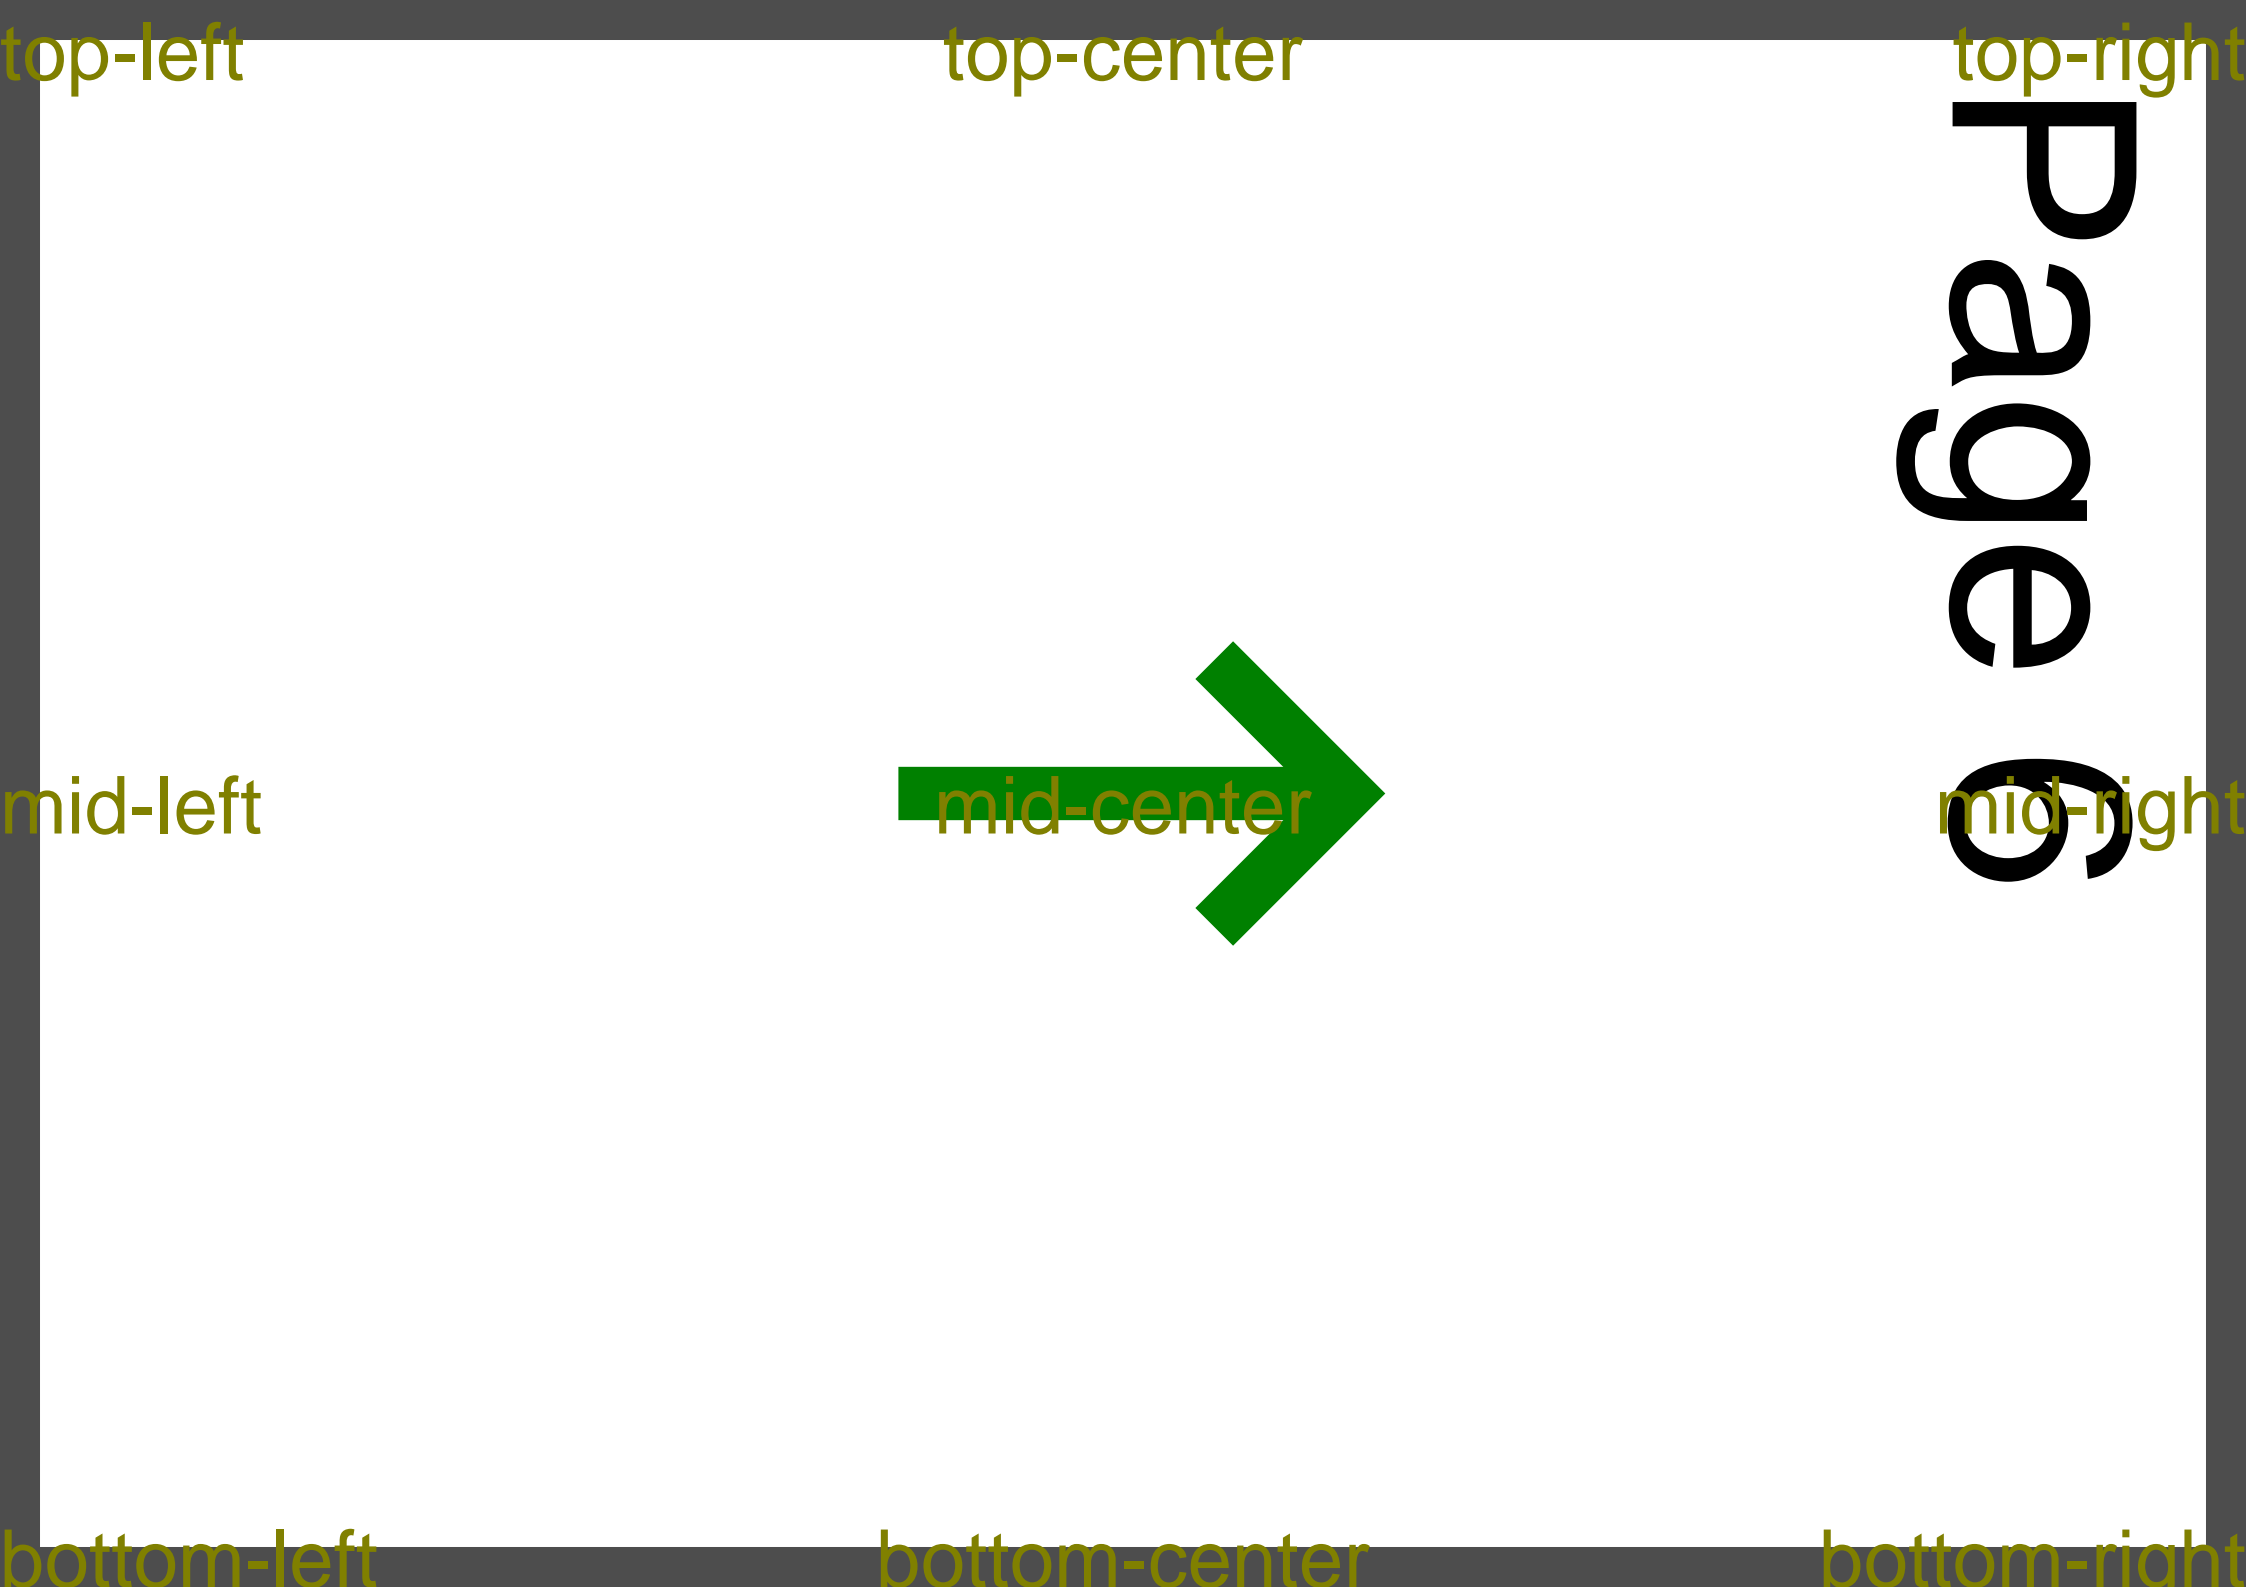 top-left top-center top-right
Page 6
mid-left mid-center mid-right
bottom-left bottom-center bottom-right